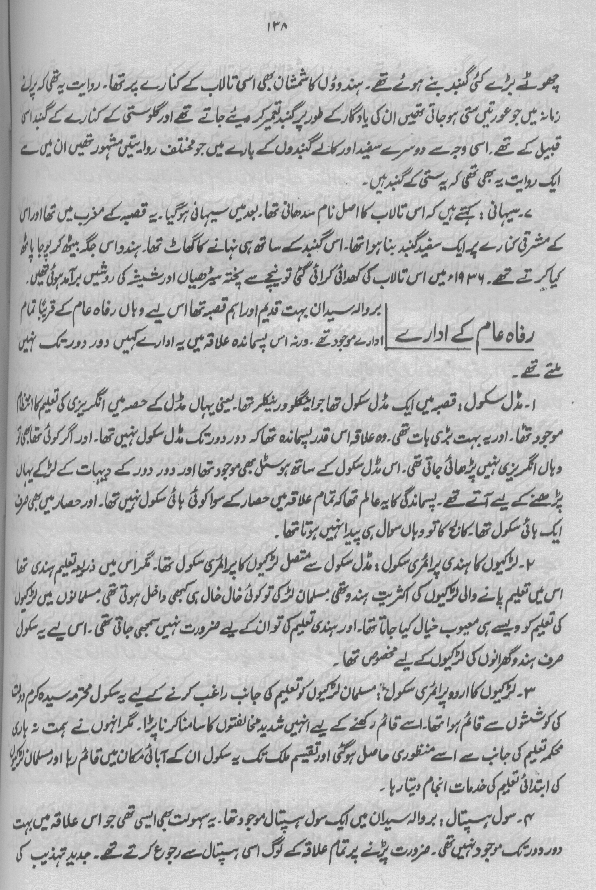 ۱۳۸
چھوٹے بڑے کئی گنبد بنے ہوئے تھے۔ ہندوؤں کا شمشان بھی اسی تالاب کے کنارے پر تھا۔ روایت یہ تھی کہ پرانے
زمانہ میں جو عورتیں ستی ہو جاتی تھیں ان کی یادگار کے طور پر گنبد تعمیر کر دیئے جاتے تھے اور گلوستی کے کنارے کے گنبد اسی
قبیل کے تھے، اسی وجہ سے دوسرے سفید اور کالے گنبدوں کے بارے میں جو مختلف روایتیں مشہور تھیں ان میں سے
ایک روایت یہ بھی تھی کہ یہ ستی کے گنبد ہیں۔
۷۔ سیہانی : کہتے ہیں کہ اس تالاب کا اصل نام سدھانی تھا۔ بعد میں سیہانی ہو گیا۔ یہ قصبہ کے مغرب میں تھا اور اس
کے مشرقی کنارے پر ایک سفید گنبد بنا ہوا تھا۔ اس گنبد کے ساتھ ہی نہانے کا گھاٹ تھا۔ ہندو اس جگہ بیٹھ کر پوجا پاٹھ
کیا کرتے تھے۔ ۱۹۳۶ء میں اس تالاب کی کھدائی کرائی گئی تو نیچے سے پختہ سیڑھیاں اور شیشہ کی روشیں برآمد ہوئی تھیں۔
رفاہ عام کے ادارے
بروالہ سیدان بہت قدیم اور اہم قصبہ تھا اس لیے وہاں رفاہ عام کے قریباً تمام
ادارے موجود تھے۔ ورنہ اس پسماندہ علاقہ میں یہ ادارے کہیں دور دور تک نہیں
ملتے تھے۔
۱۔ مڈل سکول : قصبہ میں ایک مڈل سکول تھا جو اینگلو ورنیکلر تھا۔ یعنی یہاں مڈل کے حصہ میں انگریزی کی تعلیم کا انتظام
موجود تھا۔ اور یہ بہت بڑی بات تھی۔ وہ علاقہ اس قدر پسماندہ تھا کہ دور دور تک مڈل سکول نہیں تھا۔ اور اگر کوئی تھا بھی تو
وہاں انگریزی نہیں پڑھائی جاتی تھی۔ اس مڈل سکول کے ساتھ ہوسٹل بھی موجود تھا اور دور دور کے دیہات کے لڑکے یہاں
پڑھنے کے لیے آتے تھے۔ پسماندگی کا یہ عالم تھا کہ تمام علاقہ میں حصار کے سوا کوئی ہائی سکول نہیں تھا۔ اور حصار میں بھی صرف
ایک ہائی سکول تھا۔ کالج کا تو وہاں سوال ہی پیدا نہیں ہوتا تھا۔
۲۔ لڑکیوں کا ہندی پرائمری سکول : مڈل سکول سے متصل لڑکیوں کا پرائمری سکول تھا۔ مگر اس میں ذریعہ تعلیم ہندی تھا
اس میں تعلیم پانے والی لڑکیوں کی اکثریت ہندو تھی۔ مسلمان لڑکی تو کوئی خال خال ہی کبھی داخل ہوتی تھی۔ مسلمانوں میں لڑکیوں
کی تعلیم کو ویسے ہی معیوب خیال کیا جاتا تھا۔ اور ہندی تعلیم کی تو ان کے لیے ضرورت نہیں سمجھی جاتی تھی۔ اس لیے یہ سکول
صرف ہندو گھرانوں کی لڑکیوں کے لیے مخصوص تھا۔
۳۔ لڑکیوں کا اردو پرائمری سکول : مسلمان لڑکیوں کو تعلیم کی جانب راغب کرنے کے لیے یہ سکول محترمہ سیدہ کرم دولتہ
کی کوششوں سے قائم ہوا تھا۔ اسے قائم رکھنے کے لیے انہیں شدید مخالفتوں کا سامنا کرنا پڑا۔ مگر انہوں نے ہمت نہ ہاری
محکمہ تعلیم کی جانب سے اسے منظوری حاصل ہو گئی اور تقسیم ملک تک یہ سکول ان کے آبائی مکان میں قائم رہا اور مسلمان لڑکیوں
کی ابتدائی تعلیم کی خدمات انجام دیتا رہا۔
۴۔ سول ہسپتال : بروالہ سیدان میں ایک سول ہسپتال موجود تھا۔ یہ سہولت بھی ایسی تھی جو اس علاقہ میں بہت
دور دور تک موجود نہیں تھی۔ ضرورت پڑنے پر تمام علاقہ کے لوگ اسی ہسپتال سے رجوع کرتے تھے۔ جدید تہذیب کی